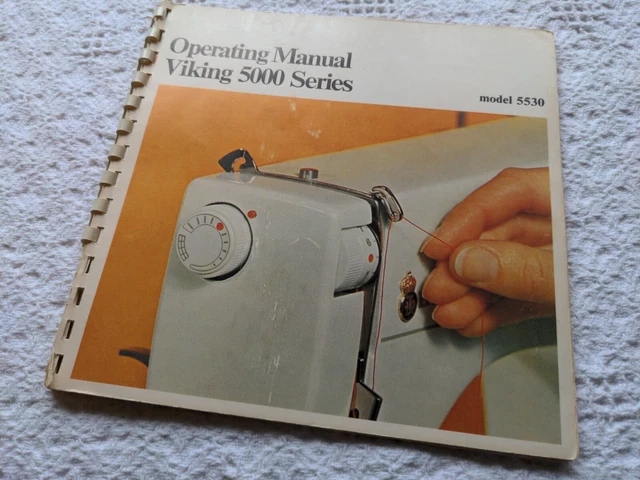 Operating Manual
Viking 5000 Series
model 5530